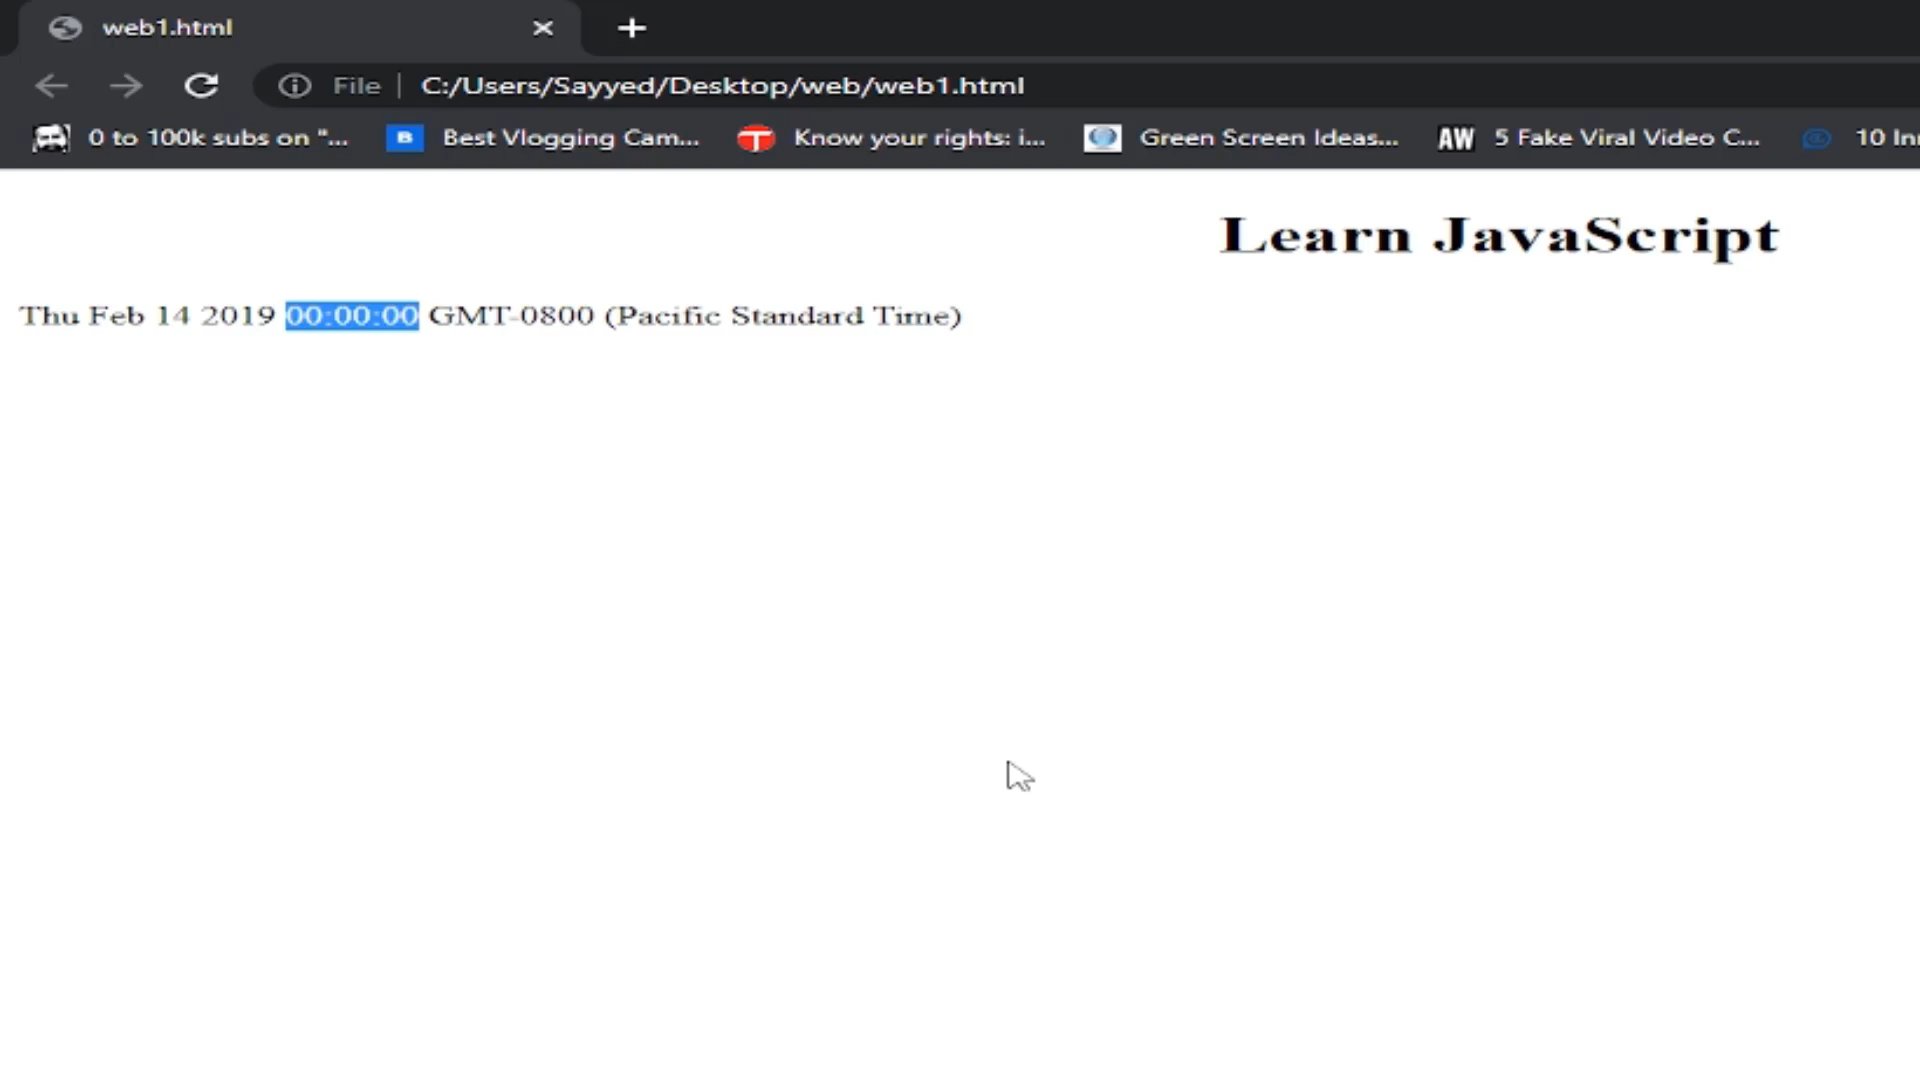 web1.html
File | C:/Users/Sayyed/Desktop/web/web1.html
0 to 100k subs on "... B Best Vlogging Cam... T Know your rights: i... Green Screen Ideas... AW 5 Fake Viral Video C... 10
Learn JavaScript
Thu Feb 14 2019 00:00:00 GMT-0800 (Pacific Standard Time)